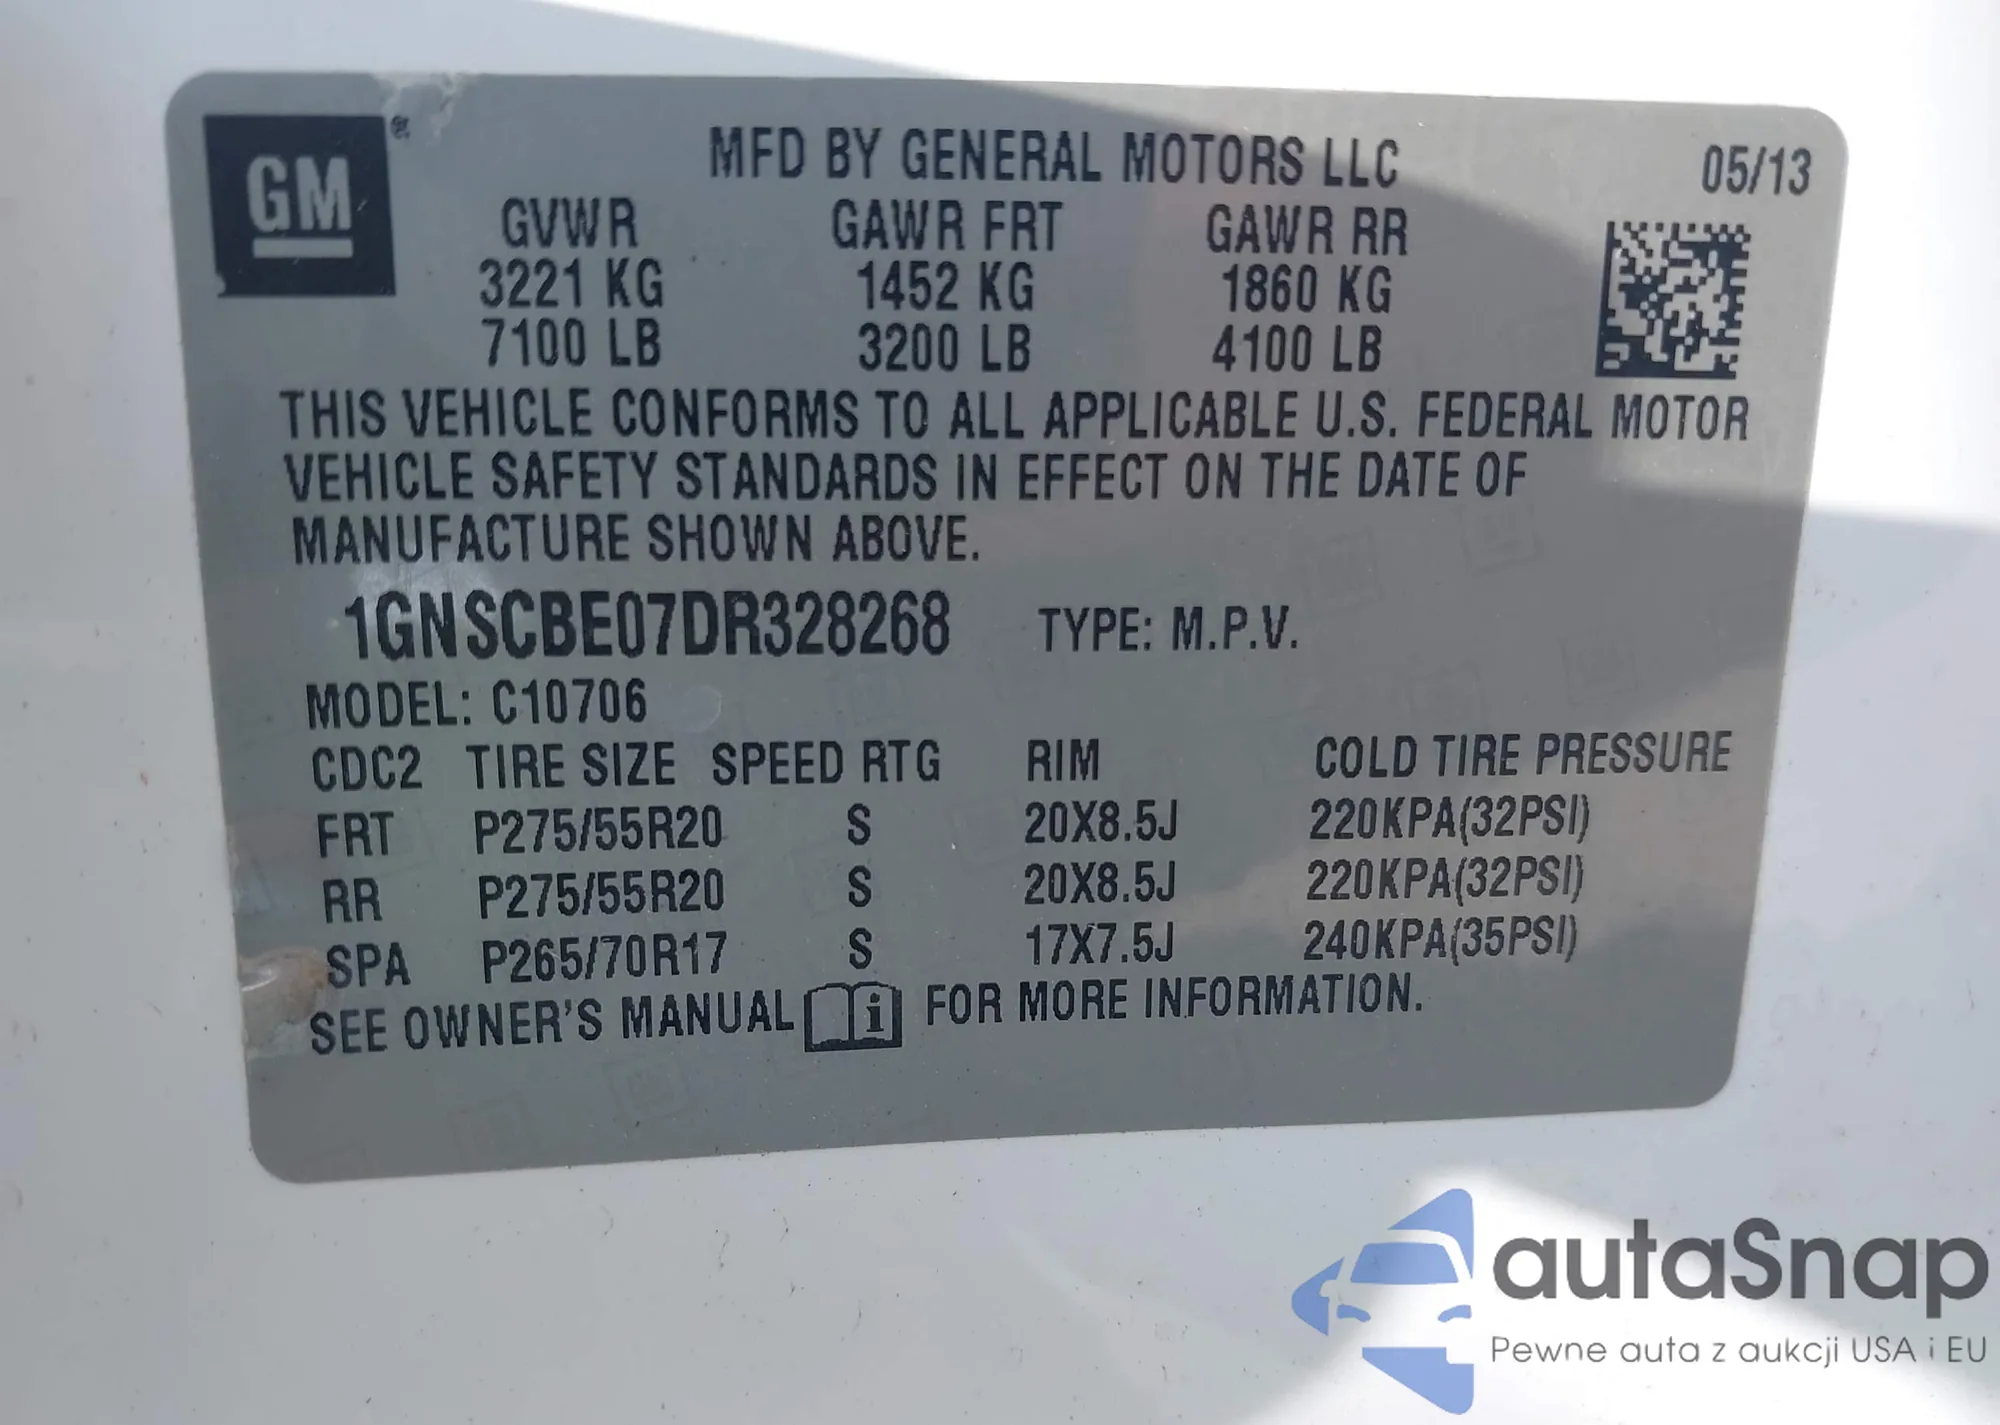 GM
MFD BY GENERAL MOTORS LLC 05/13
GVWR GAWR FRT GAWR RR
3221 KG 1452 KG 1860 KG
7100 LB 3200 LB 4100 LB
THIS VEHICLE CONFORMS TO ALL APPLICABLE U.S. FEDERAL MOTOR
VEHICLE SAFETY STANDARDS IN EFFECT ON THE DATE OF
MANUFACTURE SHOWN ABOVE.
1GNSCBE07DR328268 TYPE: M.P.V.
MODEL: C10706
CDC2 TIRE SIZE SPEED RTG RIM COLD TIRE PRESSURE
FRT P275/55R20 S 20X8.5J 220KPA(32PSI)
RR P275/55R20 S 20X8.5J 220KPA(32PSI)
SPA P265/70R17 S 17X7.5J 240KPA(35PSI)
SEE OWNER'S MANUAL i FOR MORE INFORMATION.
autaSnap
Pewne auta z aukcji USA i EU